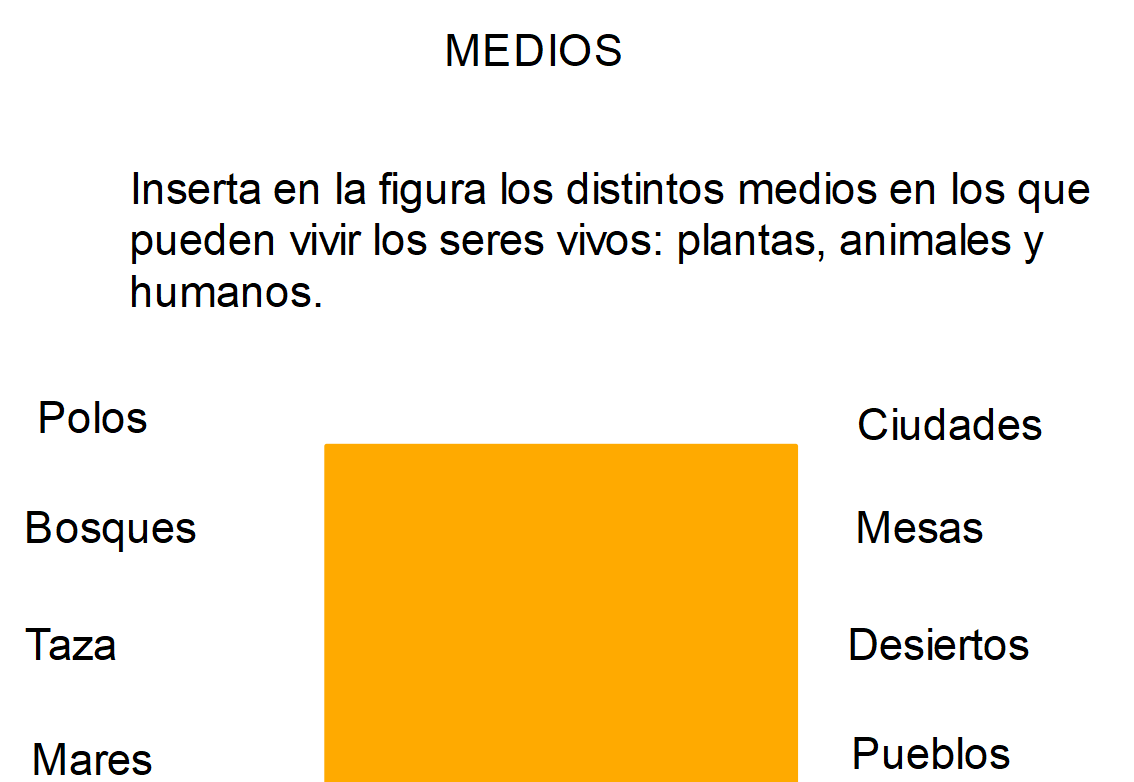 MEDIOS
Inserta en la figura los distintos medios en los que
pueden vivir los seres vivos: plantas, animales y
humanos.
Polos
Ciudades
Bosques
Mesas
Taza
Desiertos
Mares
Pueblos